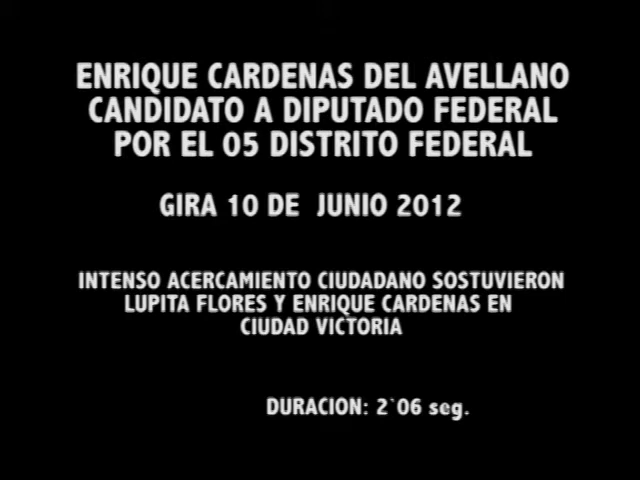 ENRIQUE CARDENAS DEL AVELLANO
CANDIDATO A DIPUTADO FEDERAL
POR EL 05 DISTRITO FEDERAL
GIRA 10 DE JUNIO 2012
INTENSO ACERCAMIENTO CIUDADANO SOSTUVIERON
LUPITA FLORES Y ENRIQUE CARDENAS EN
CIUDAD VICTORIA
DURACION: 2`06 seg.